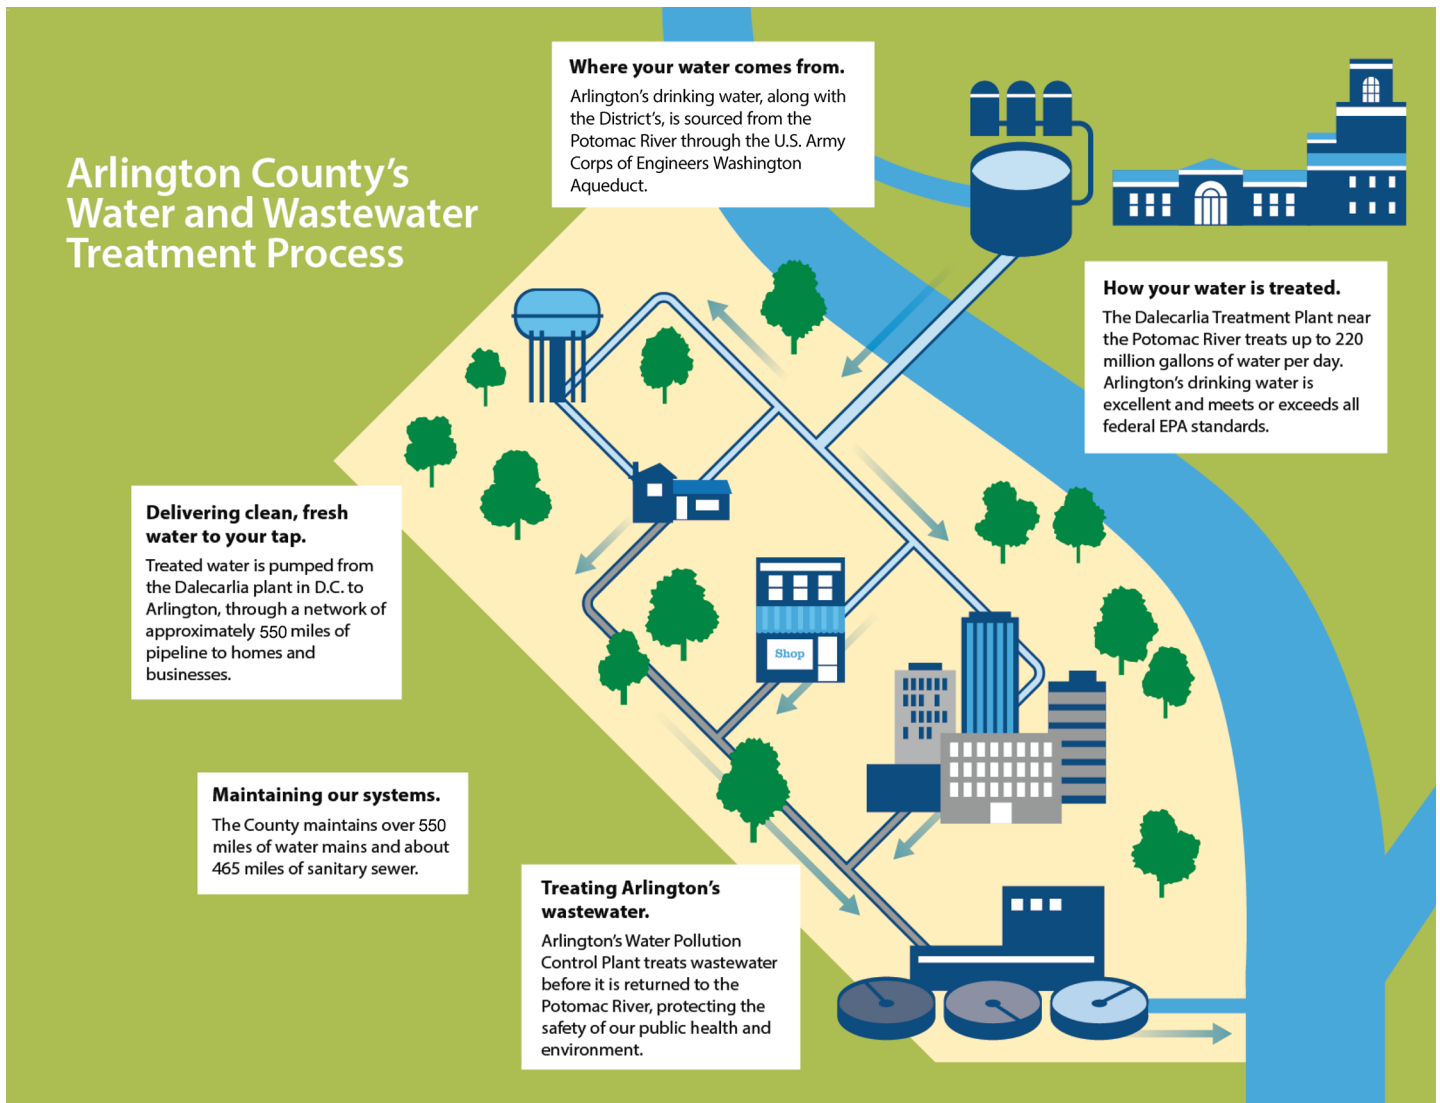 Arlington County's
Water and Wastewater
Treatment Process
Where your water comes from.
Arlington's drinking water, along with
the District's, is sourced from the
Potomac River through the U.S. Army
Corps of Engineers Washington
Aqueduct.
How your water is treated.
The Dalecarlia Treatment Plant near
the Potomac River treats up to 220
million gallons of water per day.
Arlington's drinking water is
excellent and meets or exceeds all
federal EPA standards.
Delivering clean, fresh
water to your tap.
Treated water is pumped from
the Dalecarlia plant in D.C. to
Arlington, through a network of
approximately 550 miles of
pipeline to homes and
businesses.
Shop
Maintaining our systems.
The County maintains over 550
miles of water mains and about
465 miles of sanitary sewer.
Treating Arlington's
wastewater.
Arlington's Water Pollution
Control Plant treats wastewater
before it is returned to the
Potomac River, protecting the
safety of our public health and
environment.